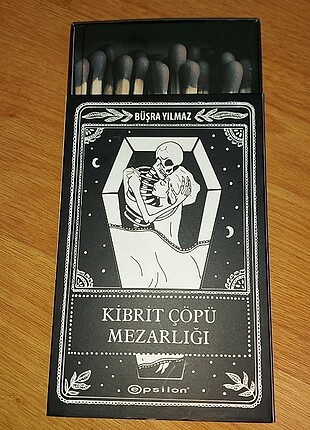 BÜŞRA YILMAZ
KİBRİT ÇÖPÜ
MEZARLIĞI
epsilon